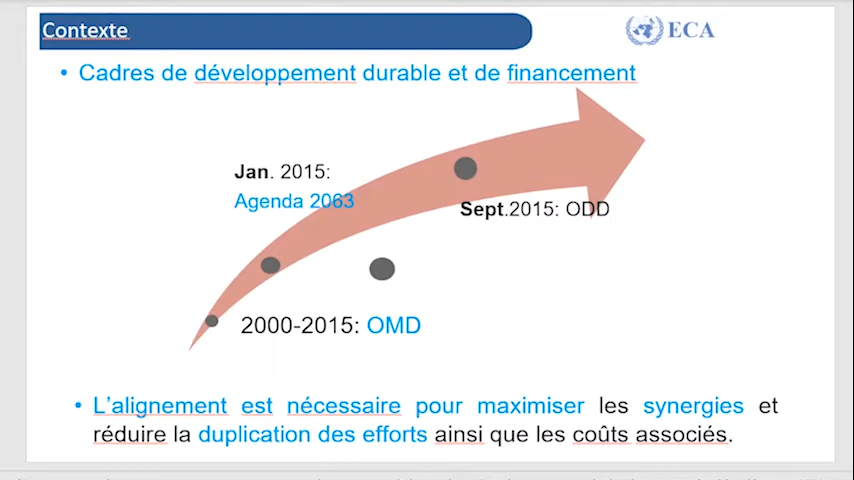 Contexte
ECA
• Cadres de développement durable et de financement
Jan. 2015:
Agenda 2063
Sept.2015: ODD
2000-2015: OMD
• L’alignement est nécessaire pour maximiser les synergies et
réduire la duplication des efforts ainsi que les coûts associés.